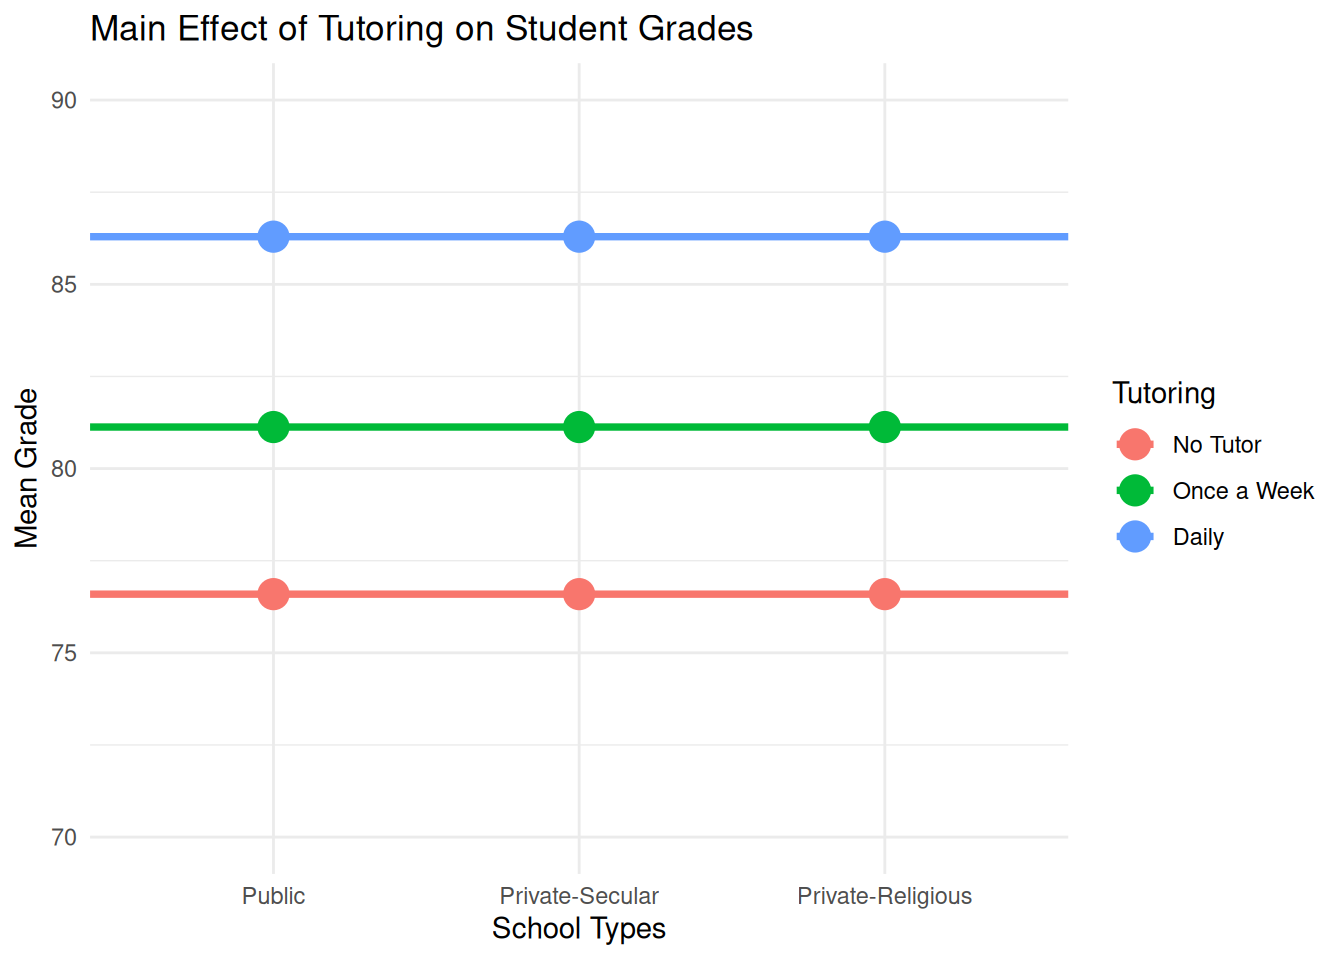 Main Effect of Tutoring on Student Grades
90
85
80
75
70
Mean Grade
Public
Private-Secular
Private-Religious
School Types
Tutoring
No Tutor
Once a Week
Daily